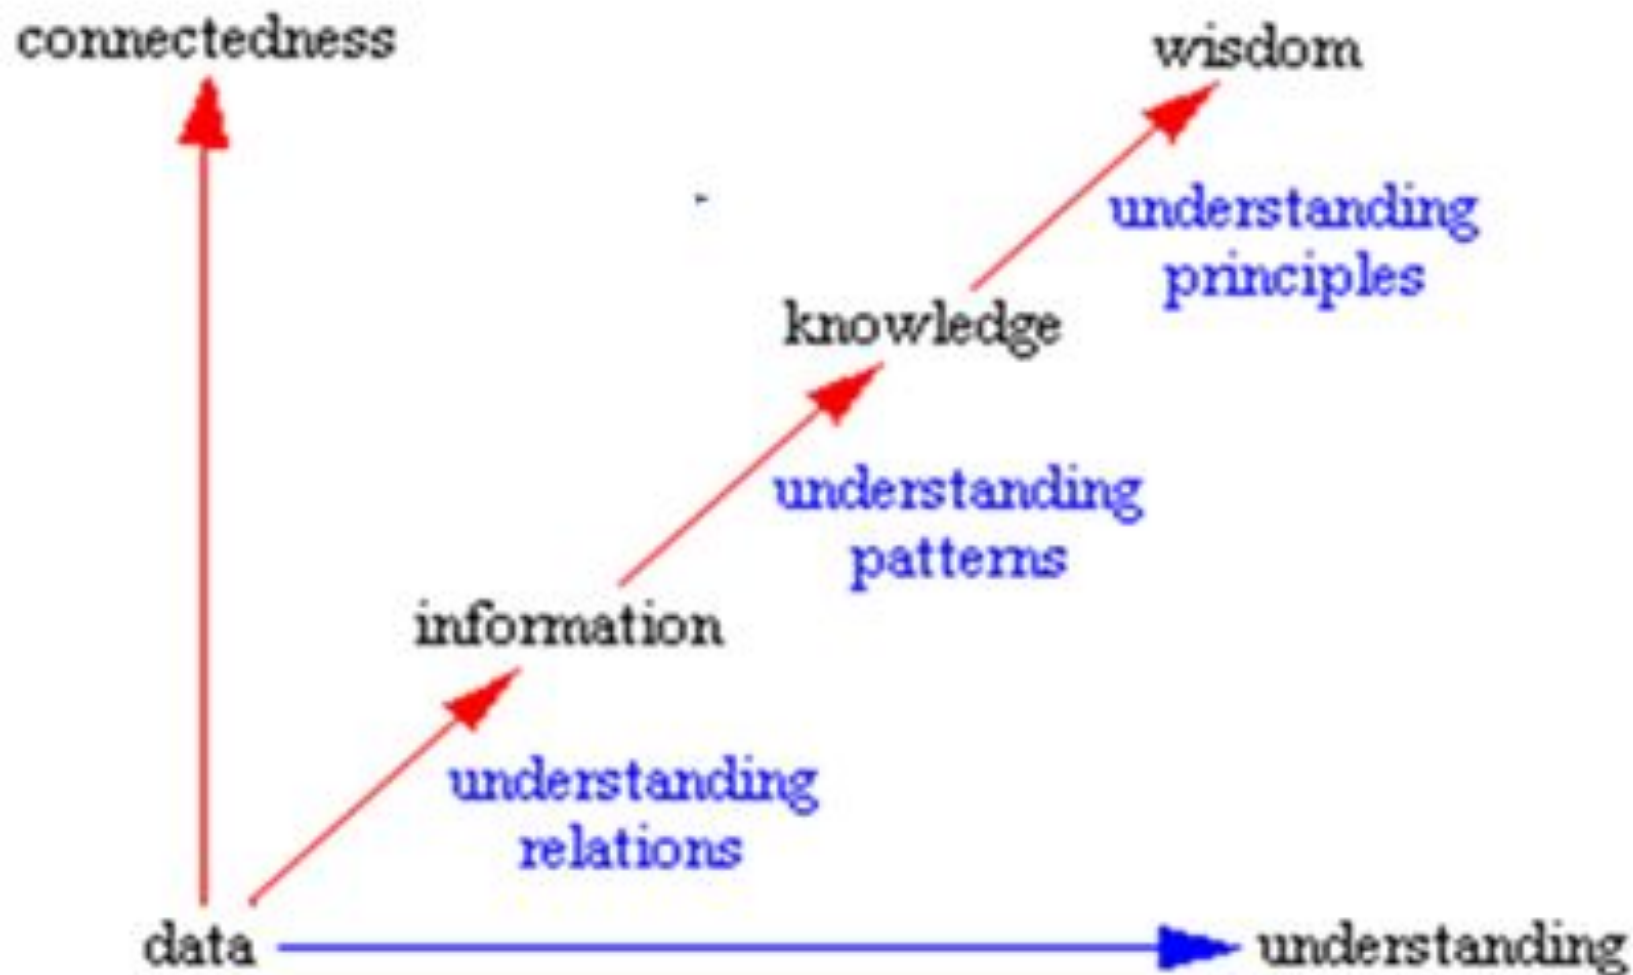 connectedness
wisdom
understanding
principles
knowledge
understanding
patterns
information
understanding
relations
data
understanding